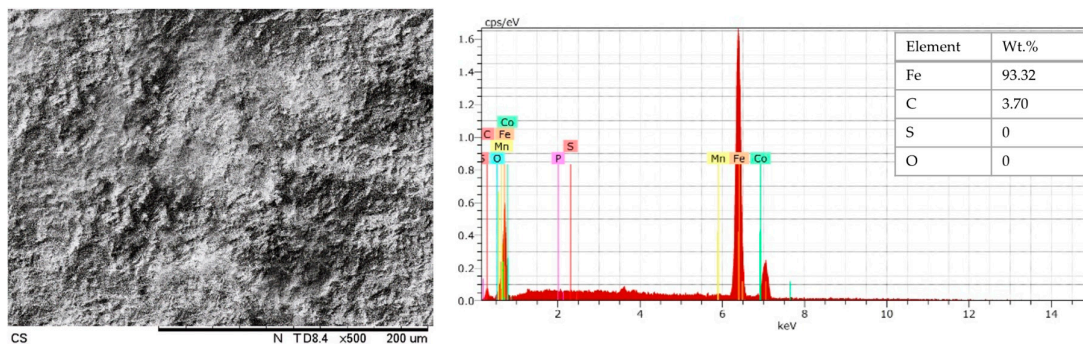 CS
N TD8.4 x500 200 um
cps/eV
1.6
1.4
1.2
1.0
0.8
0.6
0.4
0.2
0.0
Co
C Fe
Mn
S O
P
S
Mn Fe Co
2 4 6 8 10 12 14
keV
Element Wt.%
Fe 93.32
C 3.70
S 0
O 0